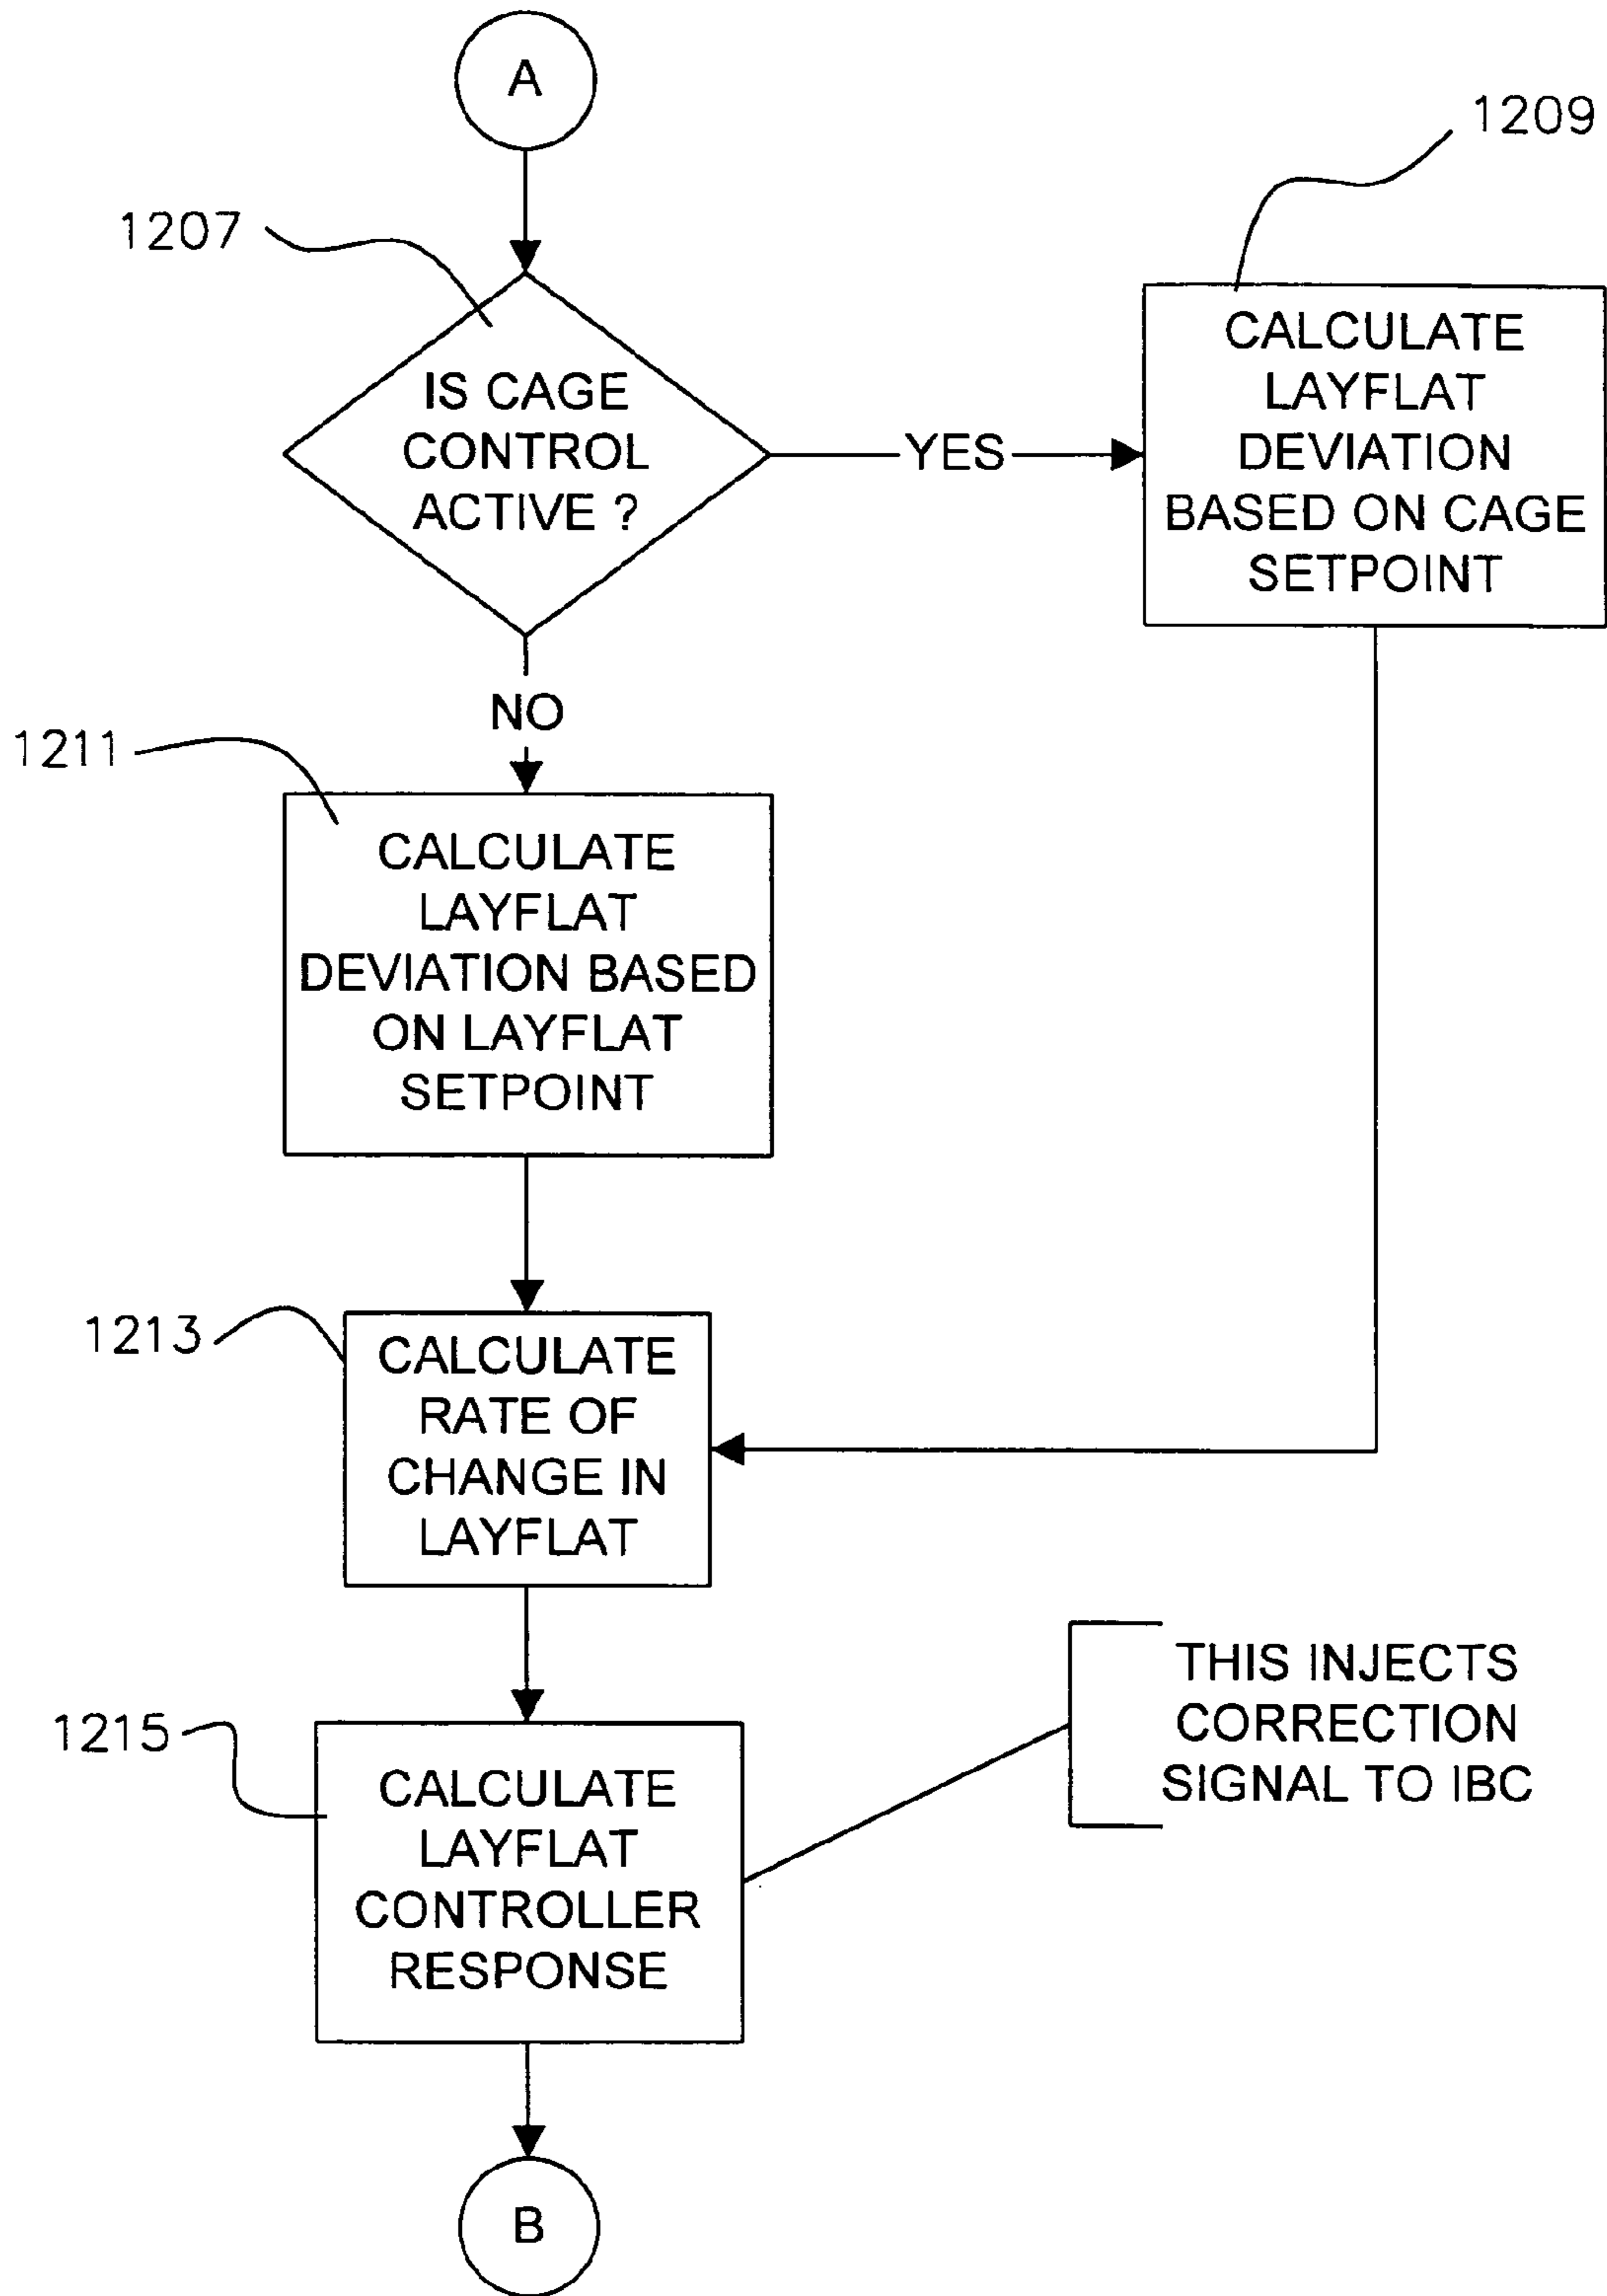 A
1207
1209
IS CAGE
CONTROL
ACTIVE ?
YES
CALCULATE
LAYFLAT
DEVIATION
BASED ON CAGE
SETPOINT
NO
1211
CALCULATE
LAYFLAT
DEVIATION BASED
ON LAYFLAT
SETPOINT
1213
CALCULATE
RATE OF
CHANGE IN
LAYFLAT
1215
CALCULATE
LAYFLAT
CONTROLLER
RESPONSE
THIS INJECTS
CORRECTION
SIGNAL TO IBC
B